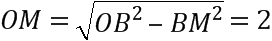 OM = √(OB² − BM²) = 2